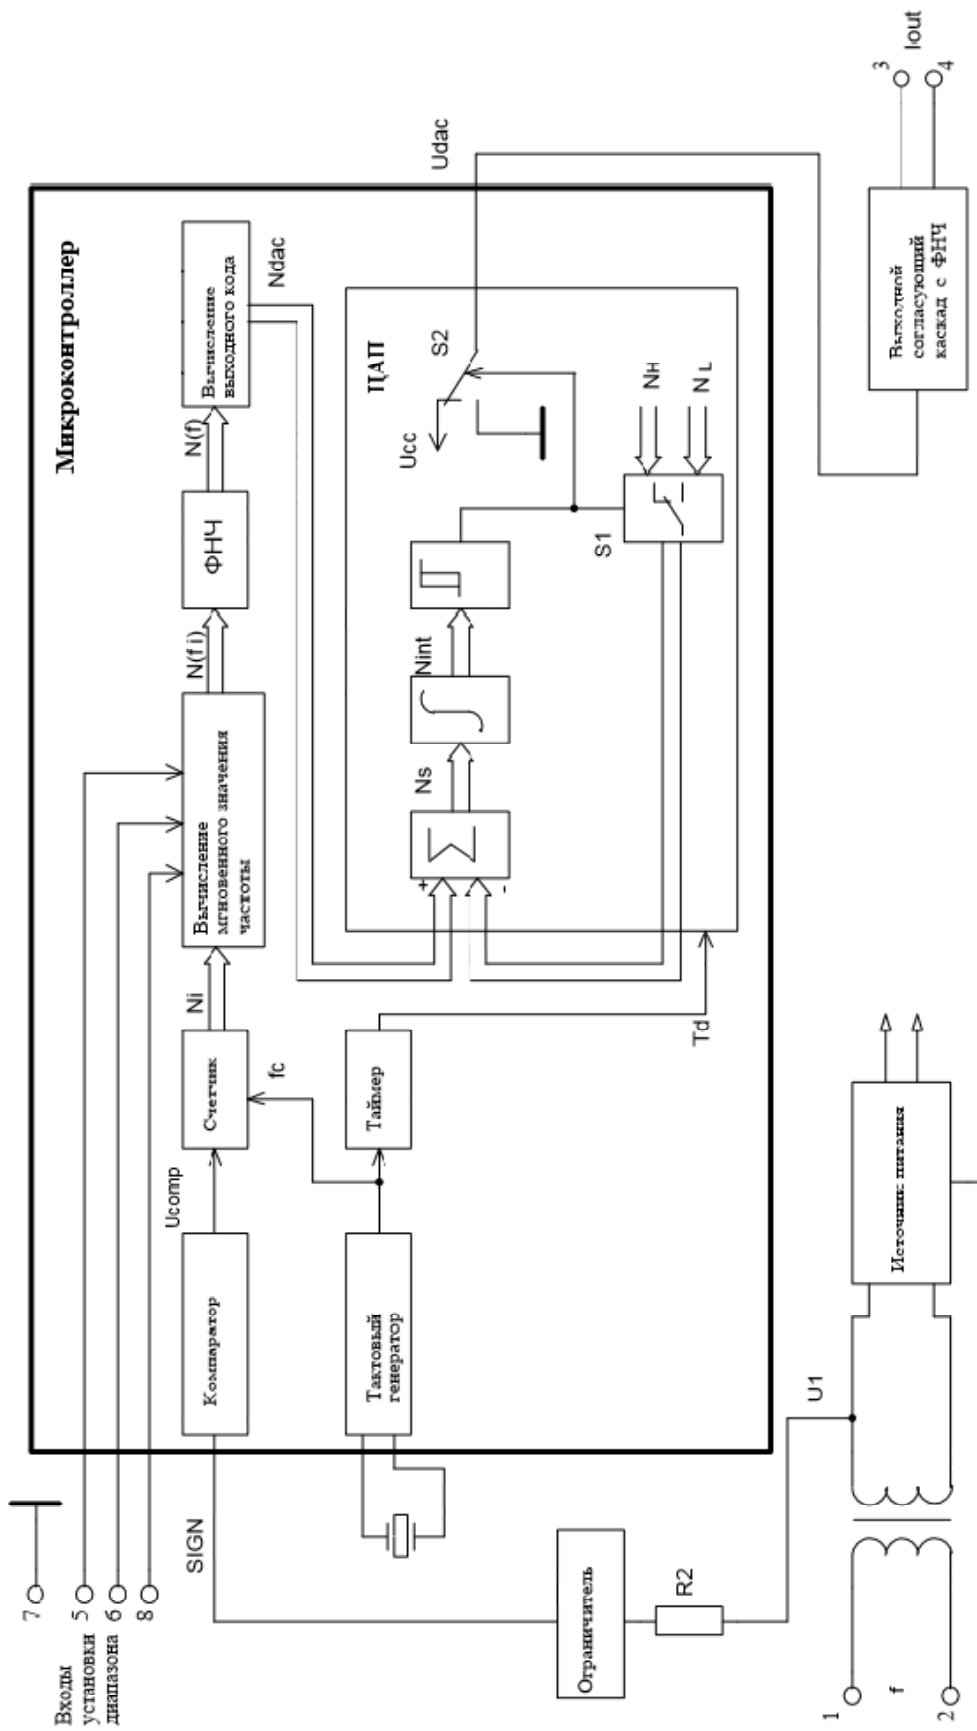 Микроконтроллер
7
5
6
8
Входы
установки
диапазона
SIGN
Компаратор
Ucomp
Счетчик
Ni
Вычисление
мгновенного значения
частоты
N(f i)
ФНЧ
N(f)
Вычисление
выходного кода
Ndac
Тактовый
генератор
fc
Таймер
Td
ЦАП
+
-
Σ
Ns
∫
Nint
S1
NH
NL
Ucc
S2
Udac
Ограничитель
R2
U1
1
f
2
Источник питания
Выходной
согласующий
каскад с ФНЧ
3
4
Iout